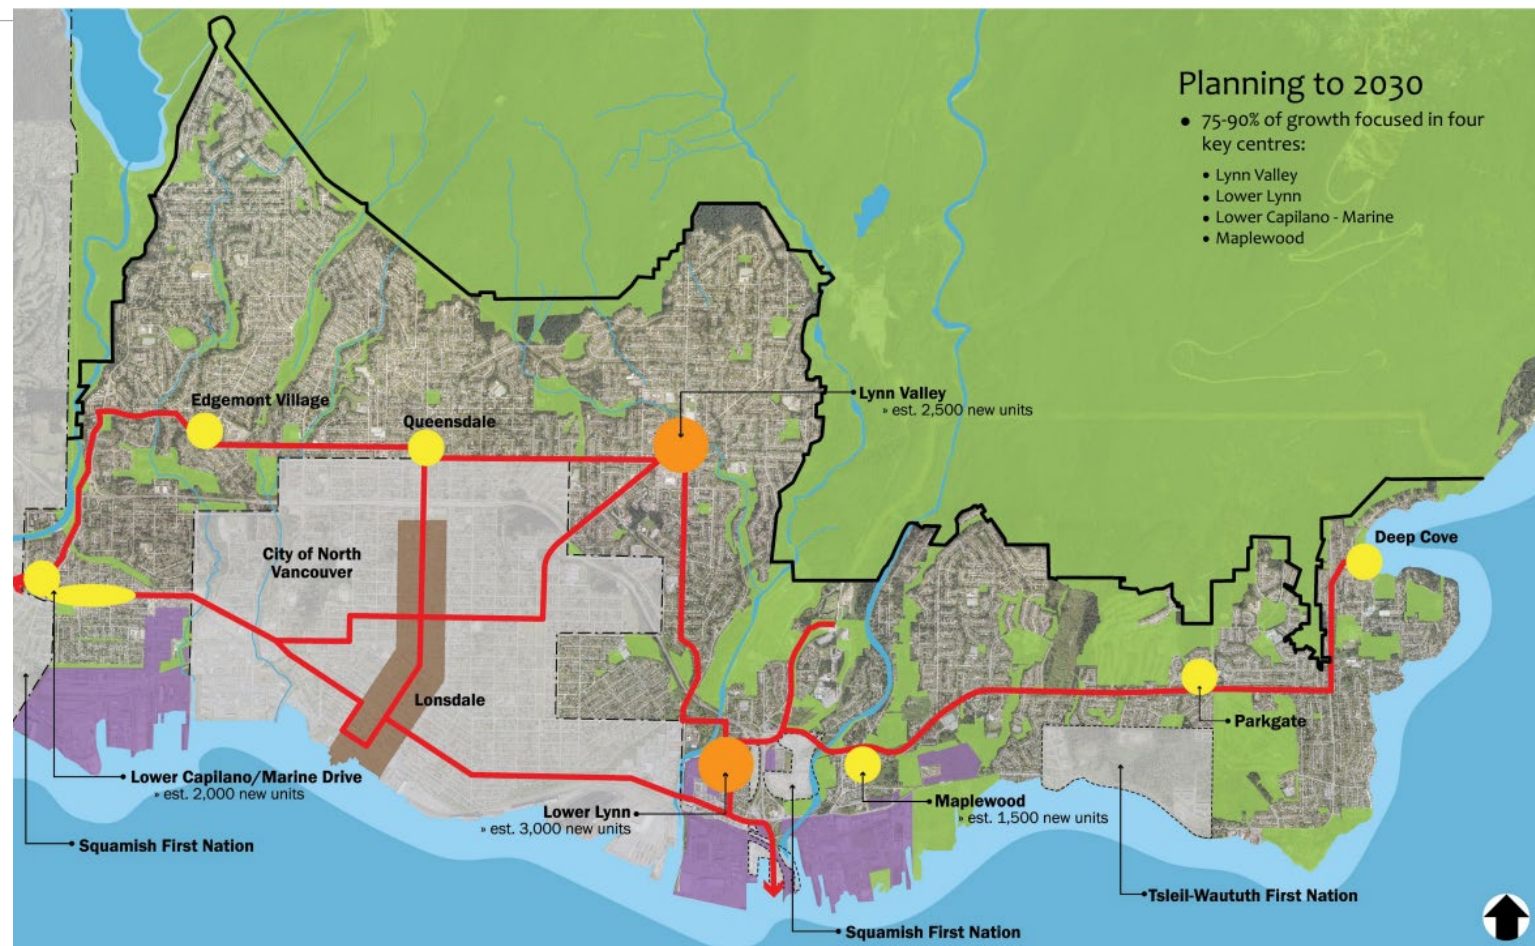 Planning to 2030
• 75-90% of growth focused in four
key centres:
• Lynn Valley
• Lower Lynn
• Lower Capilano - Marine
• Maplewood
Edgemont Village
Queensdale
Lynn Valley
» est. 2,500 new units
City of North
Vancouver
Deep Cove
Lonsdale
Parkgate
Lower Capilano/Marine Drive
» est. 2,000 new units
Lower Lynn
» est. 3,000 new units
Maplewood
» est. 1,500 new units
Squamish First Nation
Tsleil-Waututh First Nation
Squamish First Nation